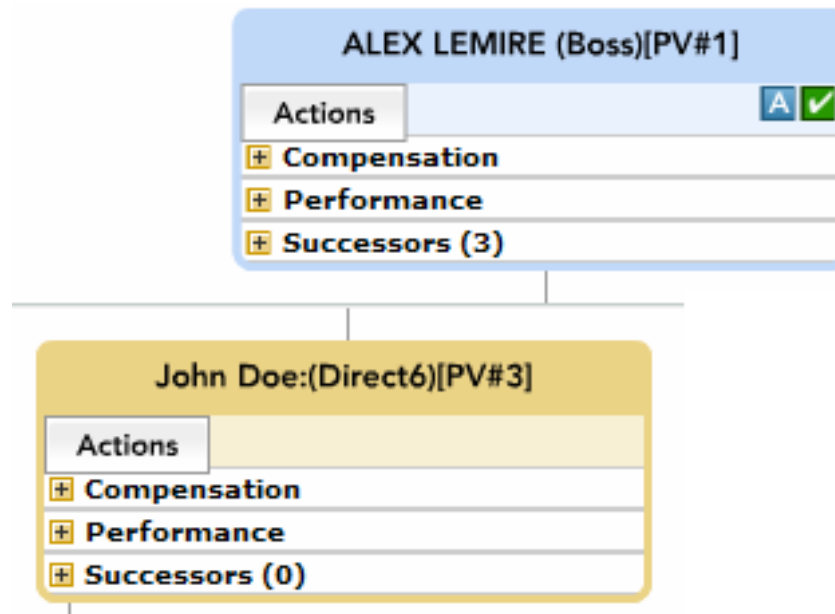 ALEX LEMIRE (Boss)[PV#1]
Actions
A
Compensation
Performance
Successors (3)
John Doe:(Direct6)[PV#3]
Actions
Compensation
Performance
Successors (0)